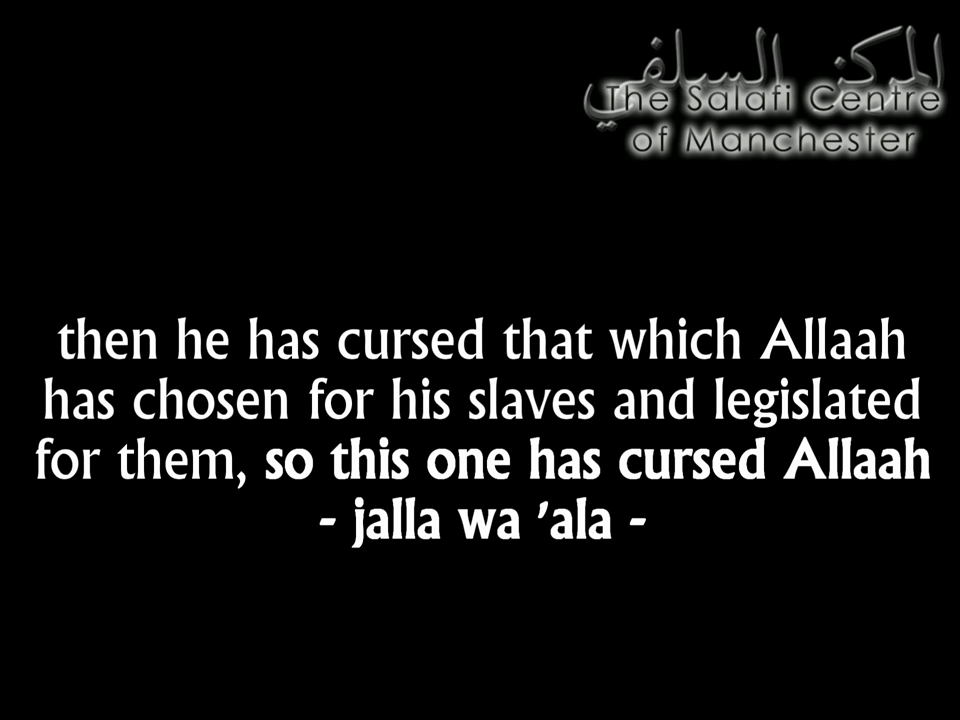 المركز السلفي
The Salafi Centre
of Manchester
then he has cursed that which Allaah
has chosen for his slaves and legislated
for them, so this one has cursed Allaah
- jalla wa 'ala -